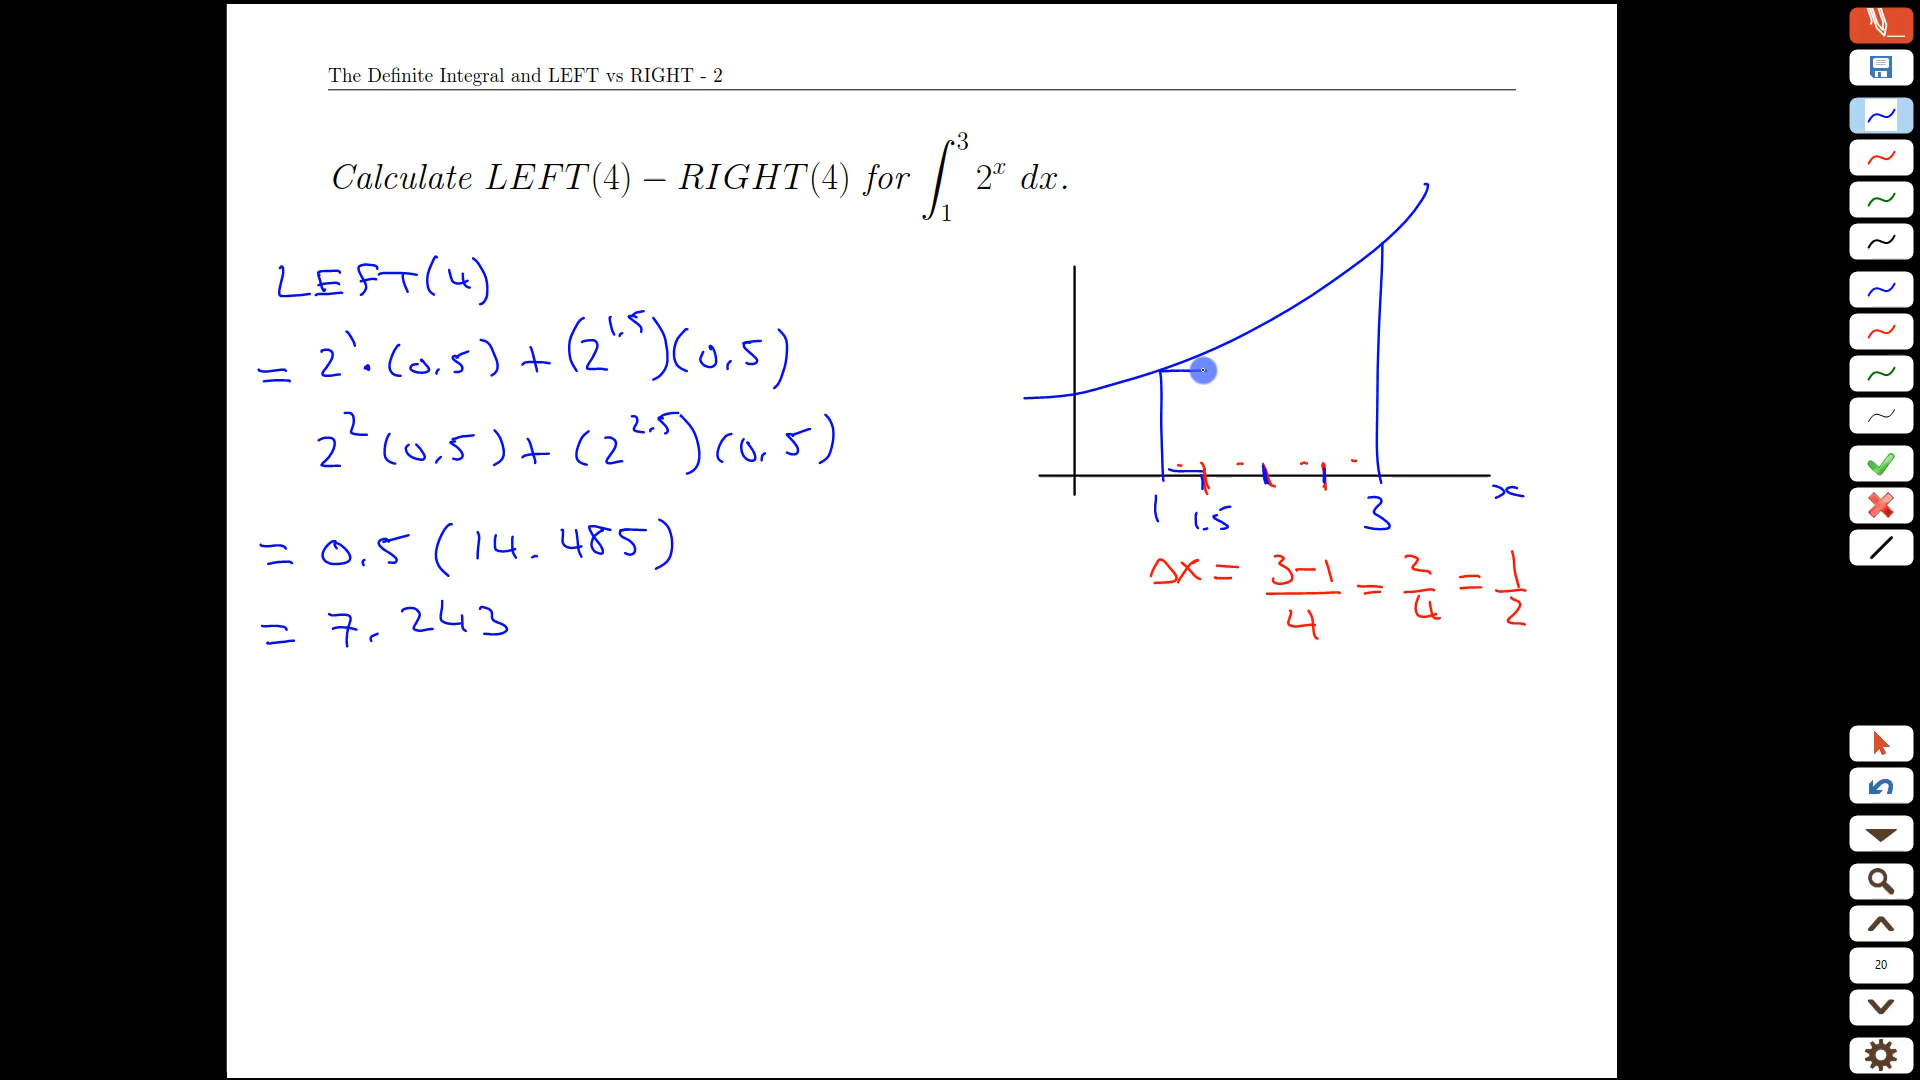 The Definite Integral and LEFT vs RIGHT - 2
Calculate LEFT(4) − RIGHT(4) for ∫₁³ 2ˣ dx.
LEFT(4)
= 2¹·(0.5) + (2^1.5)(0.5)
2²(0.5) + (2^2.5)(0.5)
= 0.5(14.485)
= 7.243
x
1 1.5 3
Δx = (3-1)/4 = 2/4 = 1/2
20